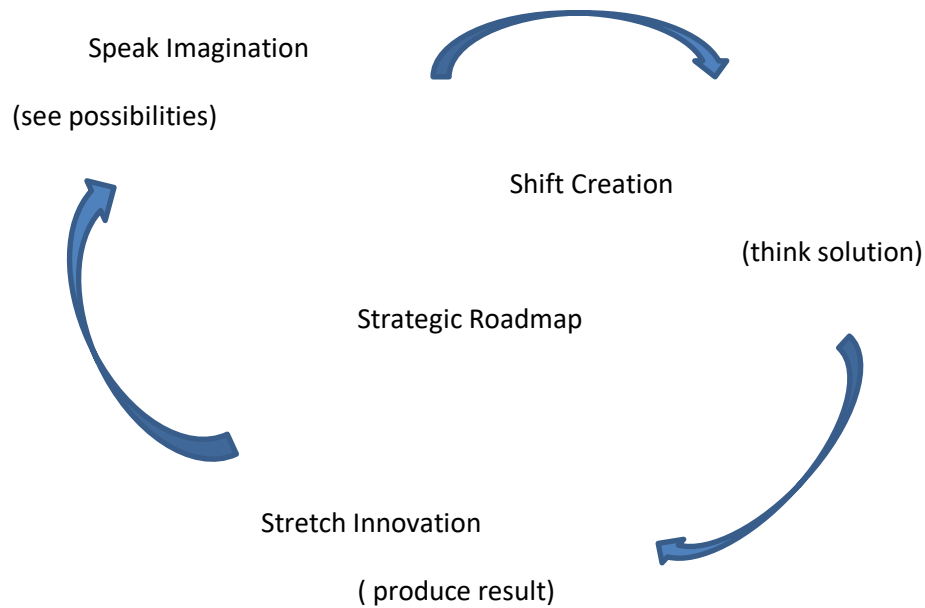 Speak Imagination
(see possibilities)
Shift Creation
(think solution)
Strategic Roadmap
Stretch Innovation
( produce result)